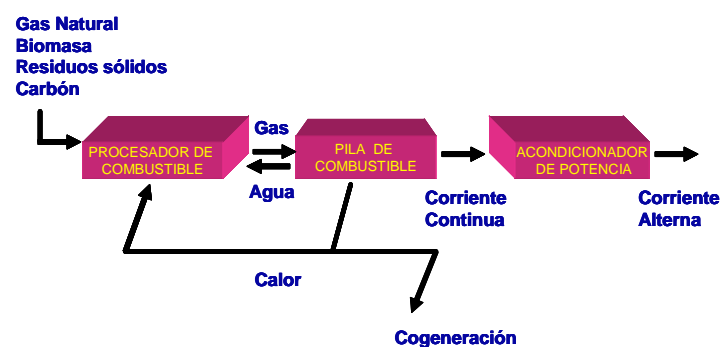 Gas Natural
Biomasa
Residuos sólidos
Carbón
PROCESADOR DE
COMBUSTIBLE
Gas
Agua
PILA DE
COMBUSTIBLE
Corriente
Continua
ACONDICIONADOR
DE POTENCIA
Corriente
Alterna
Calor
Cogeneración